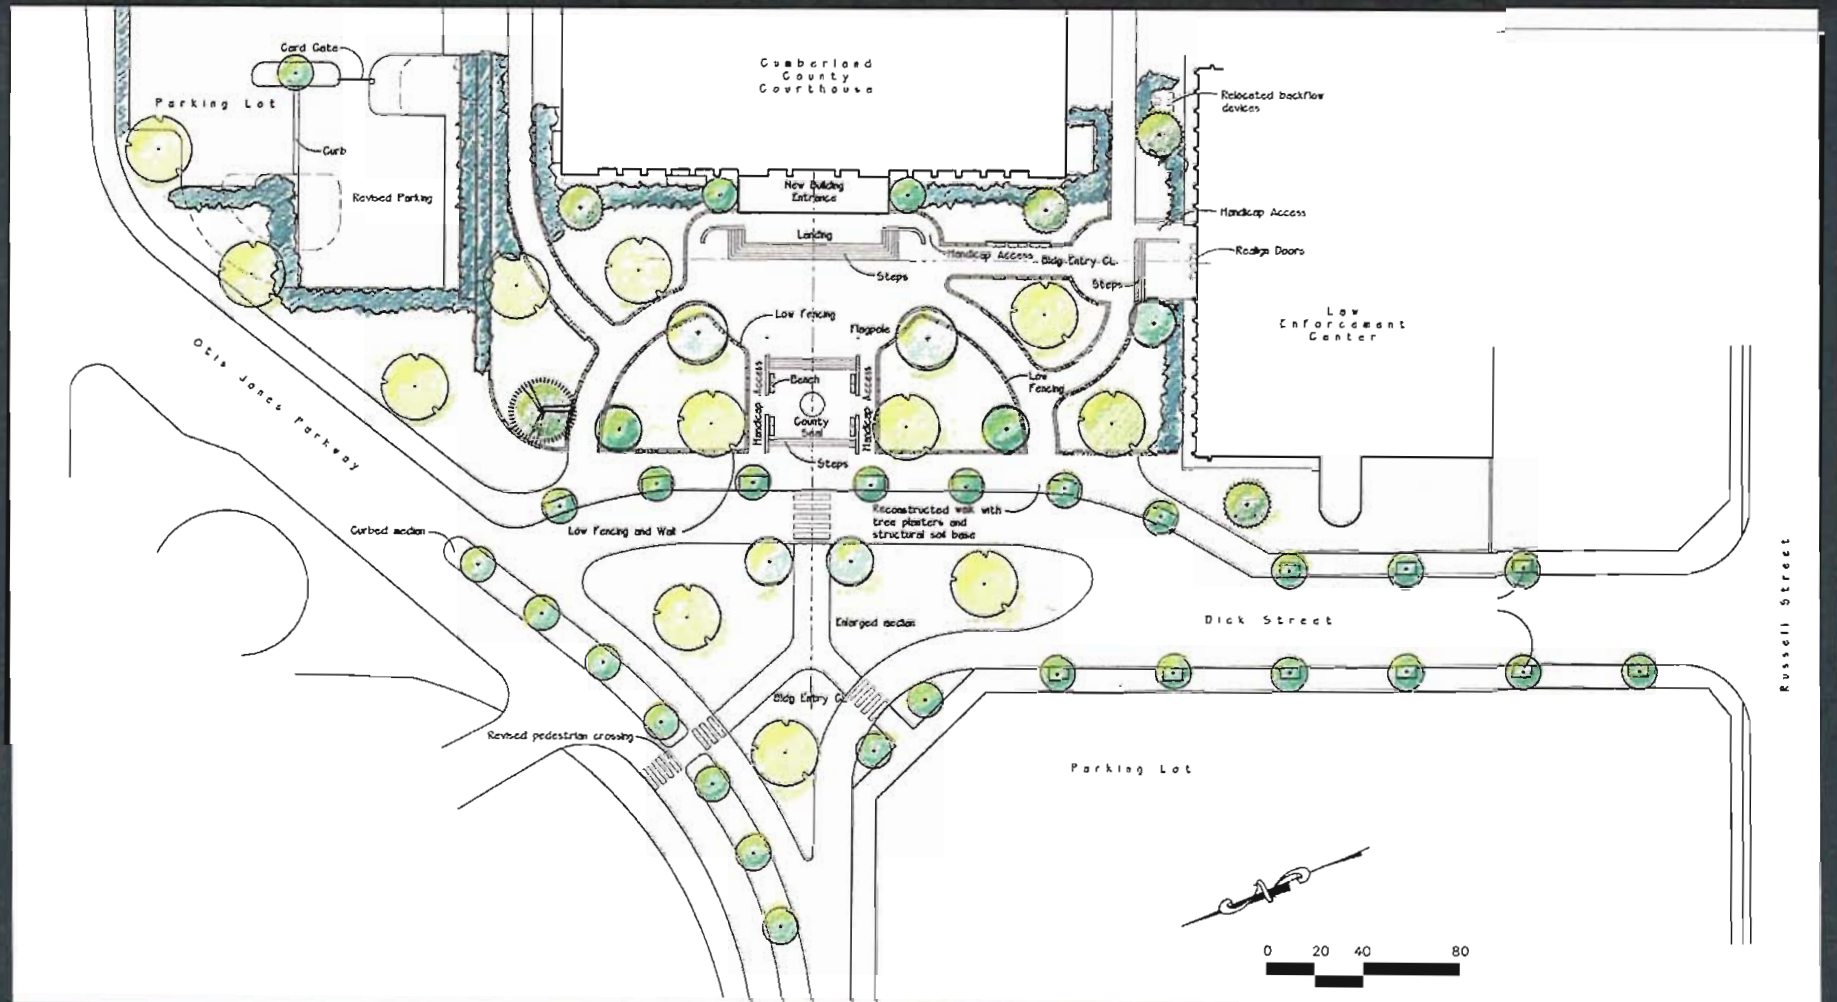 Card Gate
Parking Lot
Curb
Revised Parking
Cumberland
County
Courthouse
New Building
Entrance
Landing
Steps
Handicap Access
Bldg Entry CL
Steps
Relocated backflow
devices
Handicap Access
Realign Doors
Law
Enforcement
Center
Low Fencing
Flagpole
Low
Fencing
Handicap Access
Bench
Handicap Access
County
Seal
Steps
Otis Jones Parkway
Curbed median
Low Fencing and Wall
Reconstructed walk with
tree planters and
structural soil base
Enlarged median
Dick Street
Russell Street
Bldg Entry CL
Revised pedestrian crossing
Parking Lot
0 20 40 80